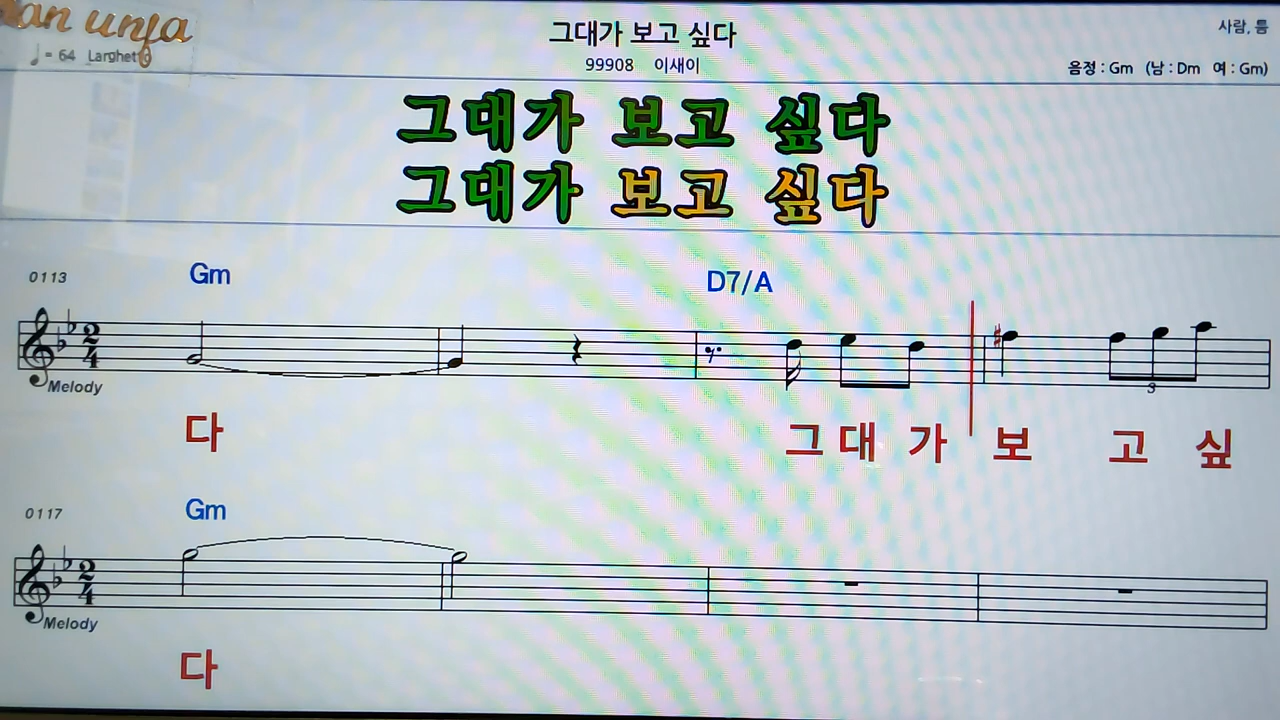 an unja
♩ = 64 Larghetto
그대가 보고 싶다
99908 이새이
사랑, 틈
음정 : Gm (남 : Dm 여 : Gm)
그대가 보고 싶다
그대가 보고 싶다
0113 Gm D7/A
2/4
Melody
3
다 그 대 가 보 고 싶
0117 Gm
2/4
Melody
다